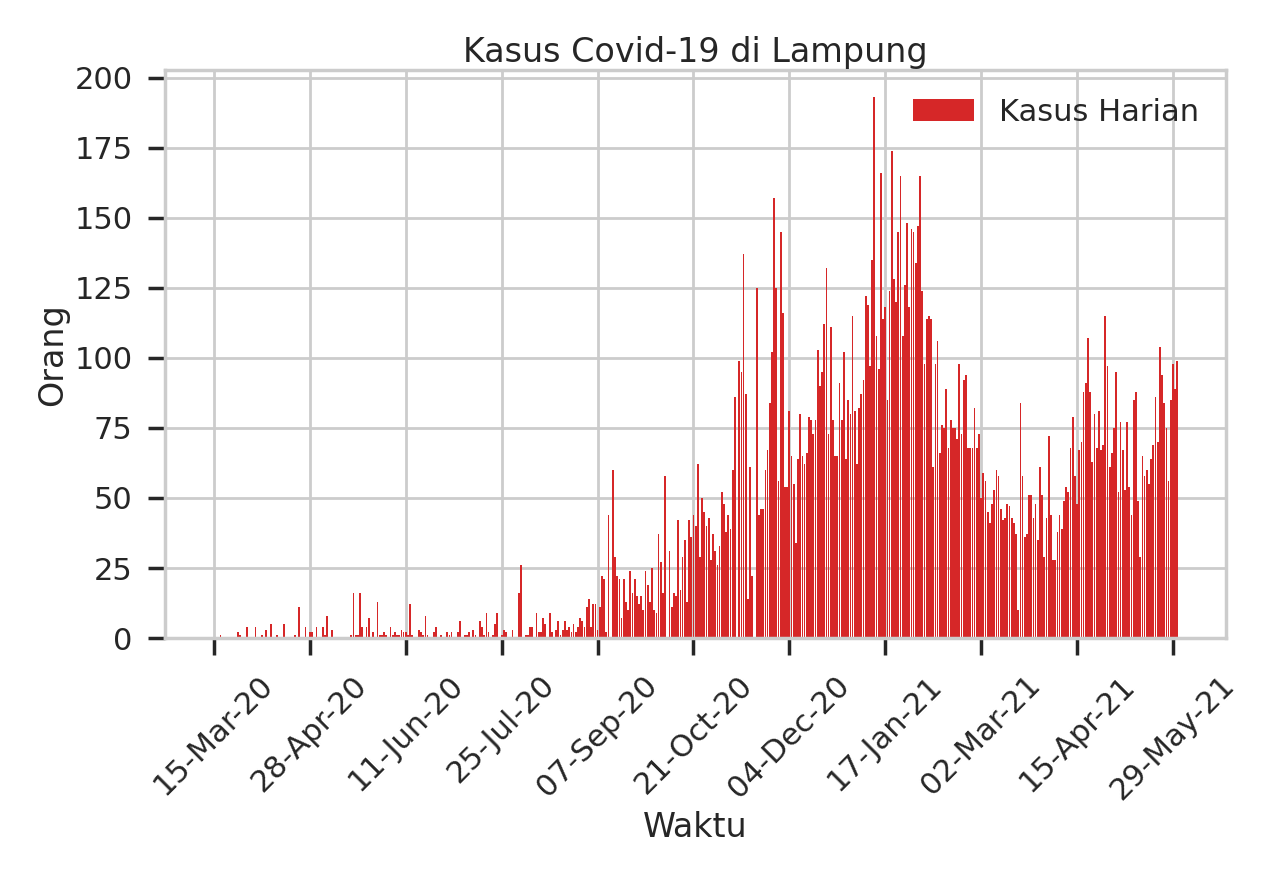 Kasus Covid-19 di Lampung
Kasus Harian
Orang
200
175
150
125
100
75
50
25
0
15-Mar-20
28-Apr-20
11-Jun-20
25-Jul-20
07-Sep-20
21-Oct-20
04-Dec-20
17-Jan-21
02-Mar-21
15-Apr-21
29-May-21
Waktu